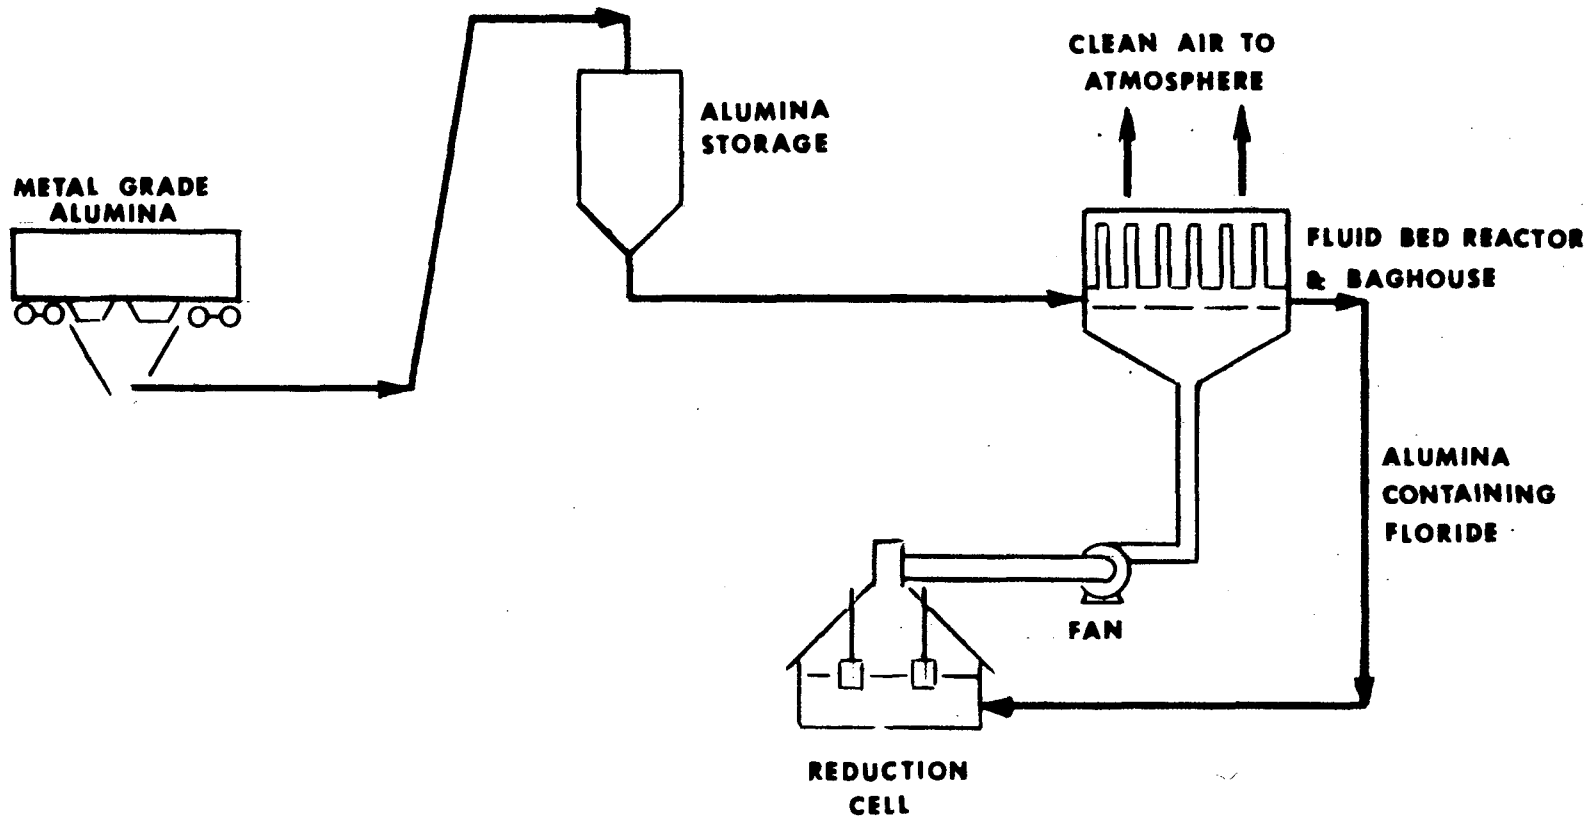 CLEAN AIR TO
ATMOSPHERE
ALUMINA
STORAGE
METAL GRADE
ALUMINA
FLUID BED REACTOR
& BAGHOUSE
ALUMINA
CONTAINING
FLORIDE
FAN
REDUCTION
CELL